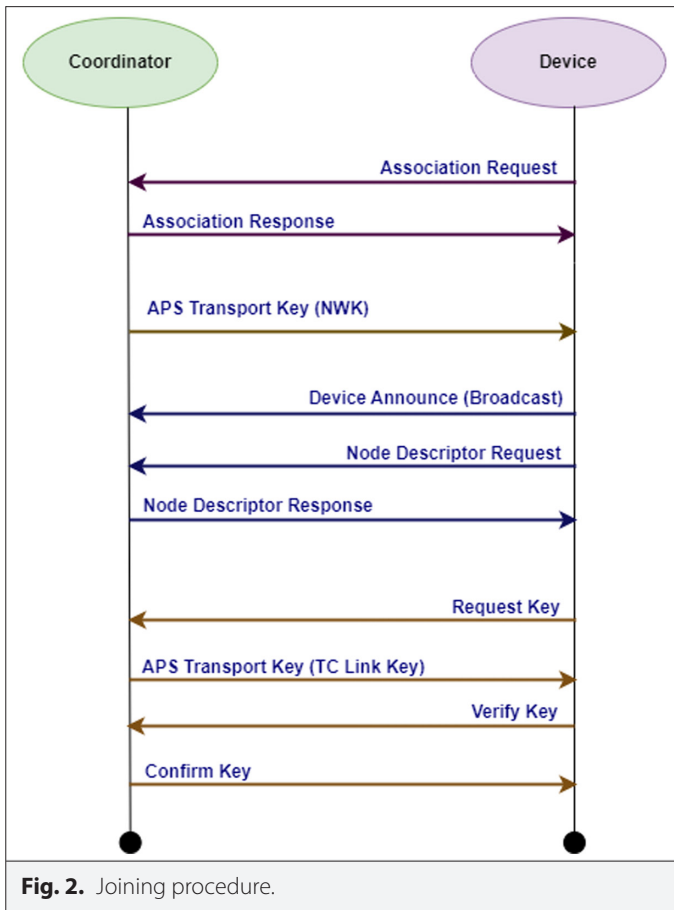 Coordinator
Device
Association Request
Association Response
APS Transport Key (NWK)
Device Announce (Broadcast)
Node Descriptor Request
Node Descriptor Response
Request Key
APS Transport Key (TC Link Key)
Verify Key
Confirm Key
Fig. 2. Joining procedure.